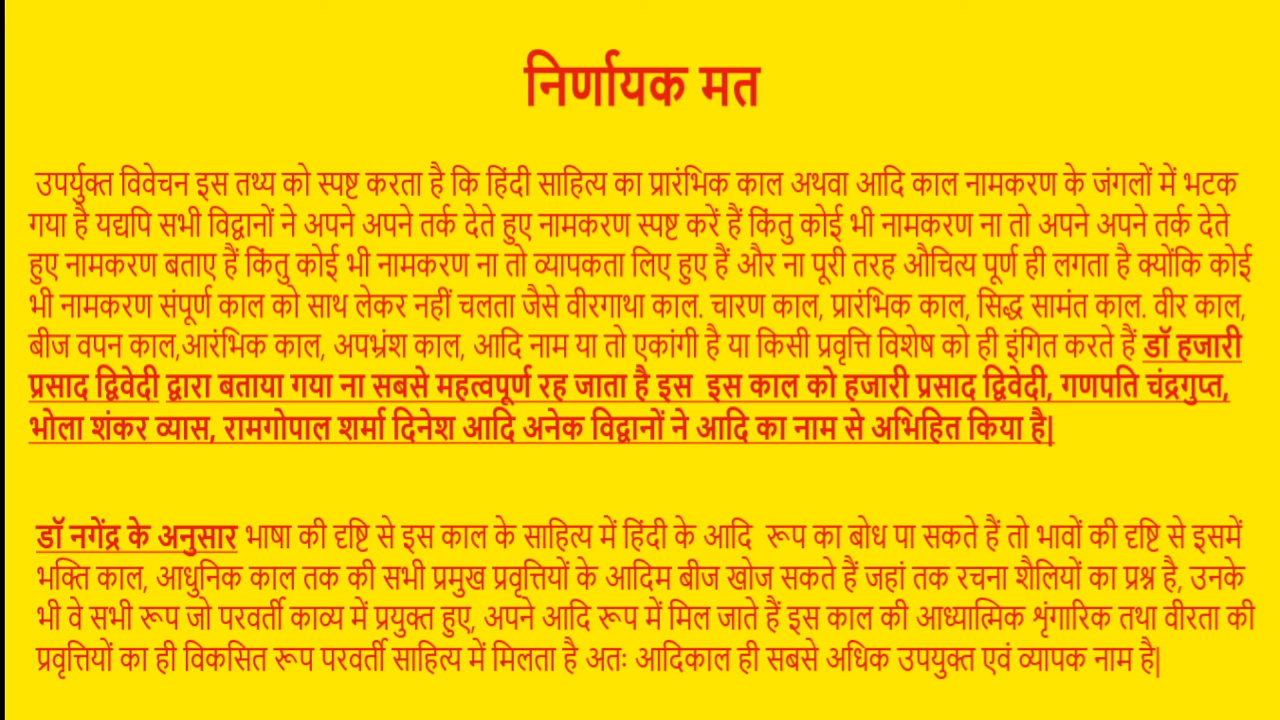 निर्णायक मत
उपर्युक्त विवेचन इस तथ्य को स्पष्ट करता है कि हिंदी साहित्य का प्रारंभिक काल अथवा आदि काल नामकरण के जंगलों में भटक
गया है यद्यपि सभी विद्वानों ने अपने अपने तर्क देते हुए नामकरण स्पष्ट करें हैं किंतु कोई भी नामकरण ना तो अपने अपने तर्क देते
हुए नामकरण बताए हैं किंतु कोई भी नामकरण ना तो व्यापकता लिए हुए हैं और ना पूरी तरह औचित्य पूर्ण ही लगता है क्योंकि कोई
भी नामकरण संपूर्ण काल को साथ लेकर नहीं चलता जैसे वीरगाथा काल. चारण काल, प्रारंभिक काल, सिद्ध सामंत काल. वीर काल,
बीज वपन काल,आरंभिक काल, अपभ्रंश काल, आदि नाम या तो एकांगी है या किसी प्रवृत्ति विशेष को ही इंगित करते हैं डॉ हजारी
प्रसाद द्विवेदी द्वारा बताया गया ना सबसे महत्वपूर्ण रह जाता है इस  इस काल को हजारी प्रसाद द्विवेदी, गणपति चंद्रगुप्त,
भोला शंकर व्यास, रामगोपाल शर्मा दिनेश आदि अनेक विद्वानों ने आदि का नाम से अभिहित किया है|
डॉ नगेंद्र के अनुसार भाषा की दृष्टि से इस काल के साहित्य में हिंदी के आदि  रूप का बोध पा सकते हैं तो भावों की दृष्टि से इसमें
भक्ति काल, आधुनिक काल तक की सभी प्रमुख प्रवृत्तियों के आदिम बीज खोज सकते हैं जहां तक रचना शैलियों का प्रश्न है, उनके
भी वे सभी रूप जो परवर्ती काव्य में प्रयुक्त हुए, अपने आदि रूप में मिल जाते हैं इस काल की आध्यात्मिक शृंगारिक तथा वीरता की
प्रवृत्तियों का ही विकसित रूप परवर्ती साहित्य में मिलता है अतः आदिकाल ही सबसे अधिक उपयुक्त एवं व्यापक नाम है|